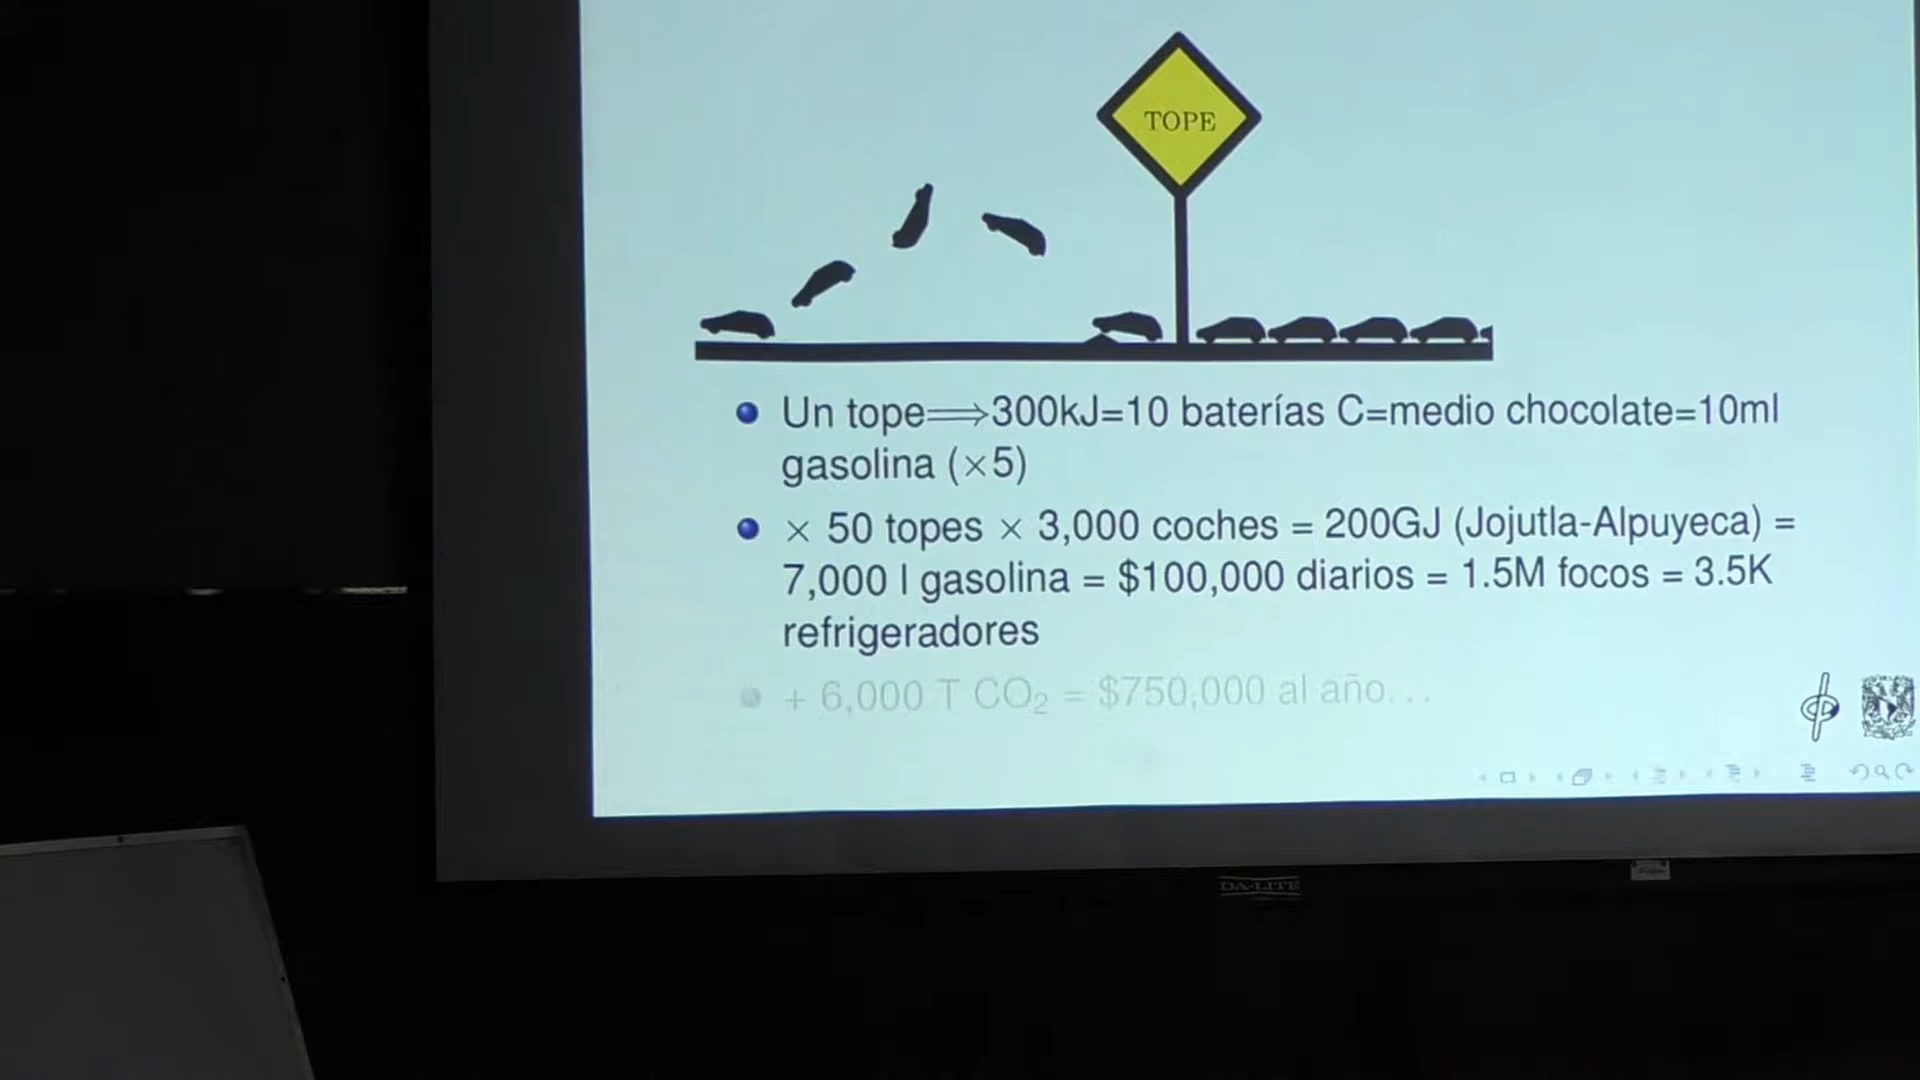 TOPE
Un tope⟹300kJ=10 baterías C=medio chocolate=10ml
gasolina (×5)
× 50 topes × 3,000 coches = 200GJ (Jojutla-Alpuyeca) =
7,000 l gasolina = $100,000 diarios = 1.5M focos = 3.5K
refrigeradores
+ 6,000 T CO₂ = $750,000 al año...
DA-LITE